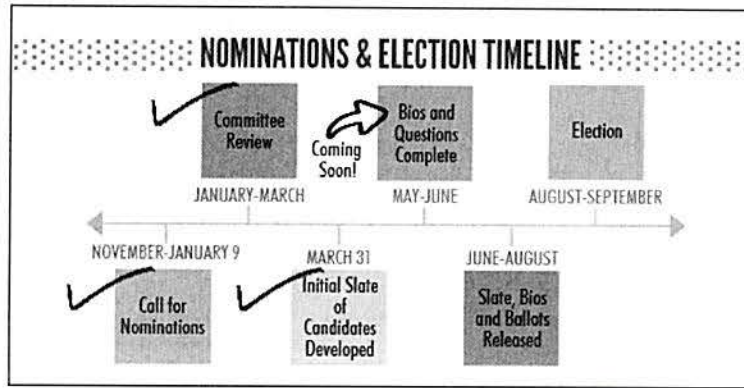 NOMINATIONS & ELECTION TIMELINE
Committee
Review
Coming
Soon!
Bios and
Questions
Complete
Election
JANUARY-MARCH
MAY-JUNE
AUGUST-SEPTEMBER
NOVEMBER-JANUARY 9
MARCH 31
JUNE-AUGUST
Call for
Nominations
Initial Slate
of
Candidates
Developed
Slate, Bios
and Ballots
Released